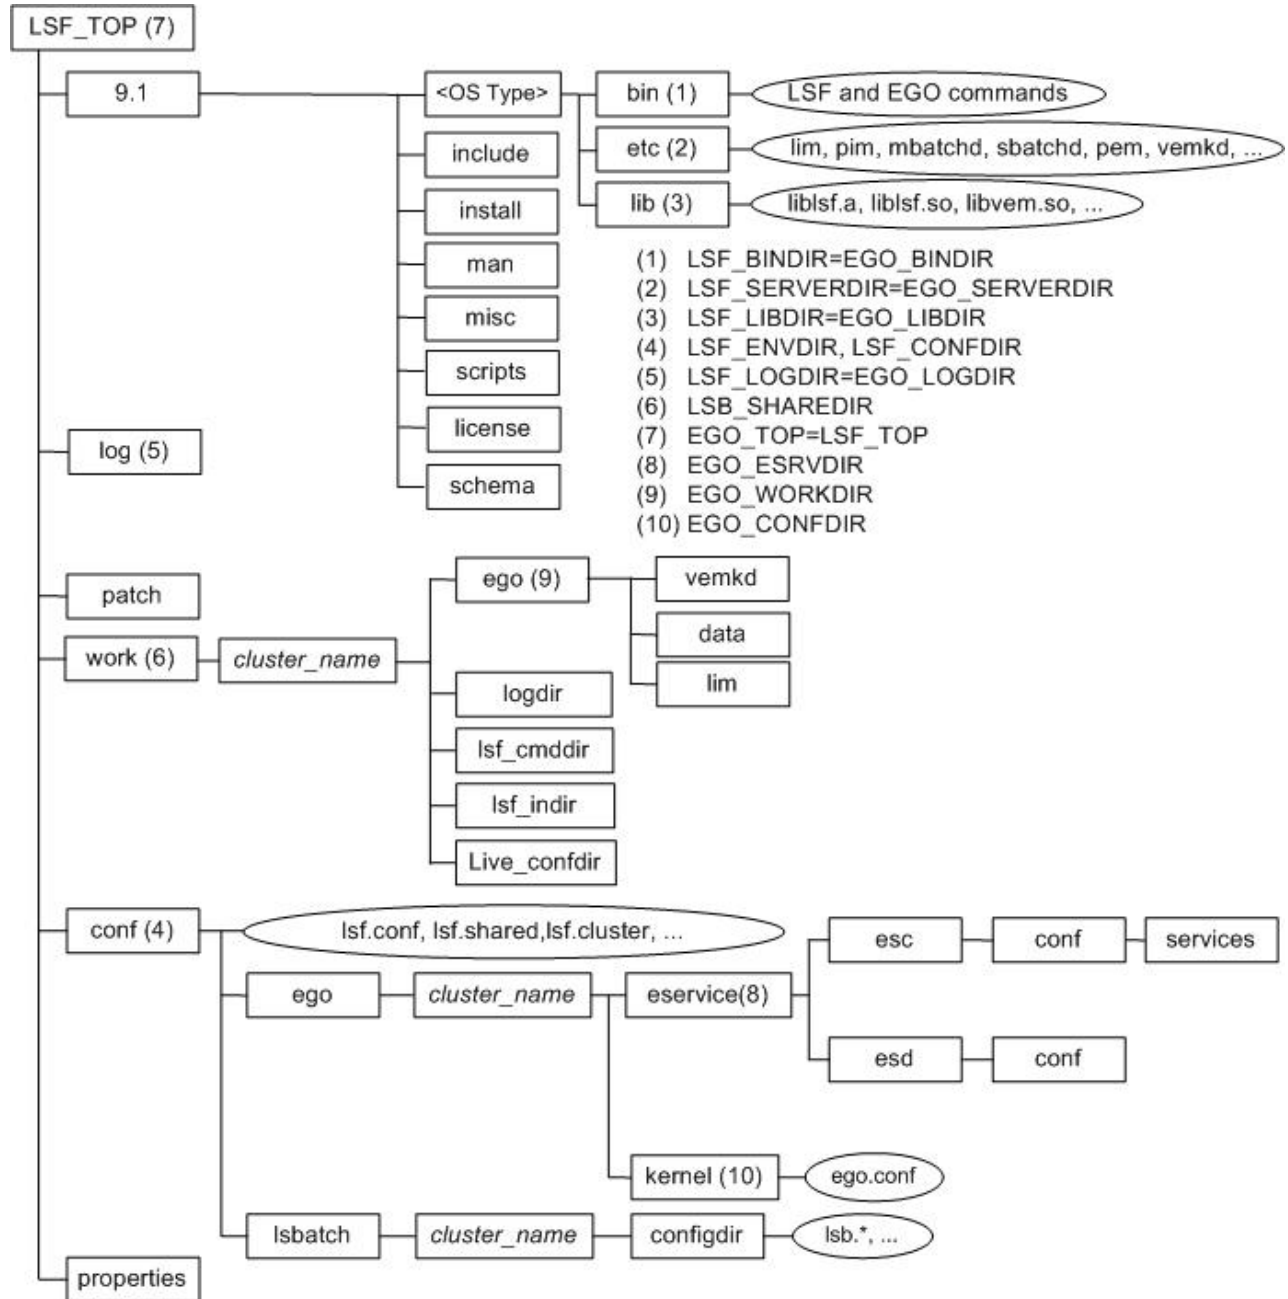 LSF_TOP (7)
9.1
<OS Type>
bin (1)
LSF and EGO commands
include
etc (2)
lim, pim, mbatchd, sbatchd, pem, vemkd, ...
install
lib (3)
liblsf.a, liblsf.so, libvem.so, ...
man
misc
scripts
license
schema
(1) LSF_BINDIR=EGO_BINDIR
(2) LSF_SERVERDIR=EGO_SERVERDIR
(3) LSF_LIBDIR=EGO_LIBDIR
(4) LSF_ENVDIR, LSF_CONFDIR
(5) LSF_LOGDIR=EGO_LOGDIR
(6) LSB_SHAREDIR
(7) EGO_TOP=LSF_TOP
(8) EGO_ESRVDIR
(9) EGO_WORKDIR
(10) EGO_CONFDIR
log (5)
patch
work (6)
cluster_name
ego (9)
vemkd
data
lim
logdir
lsf_cmddir
lsf_indir
Live_confdir
conf (4)
lsf.conf, lsf.shared,lsf.cluster, ...
ego
cluster_name
eservice(8)
esc
conf
services
esd
conf
kernel (10)
ego.conf
lsbatch
cluster_name
configdir
lsb.*, ...
properties